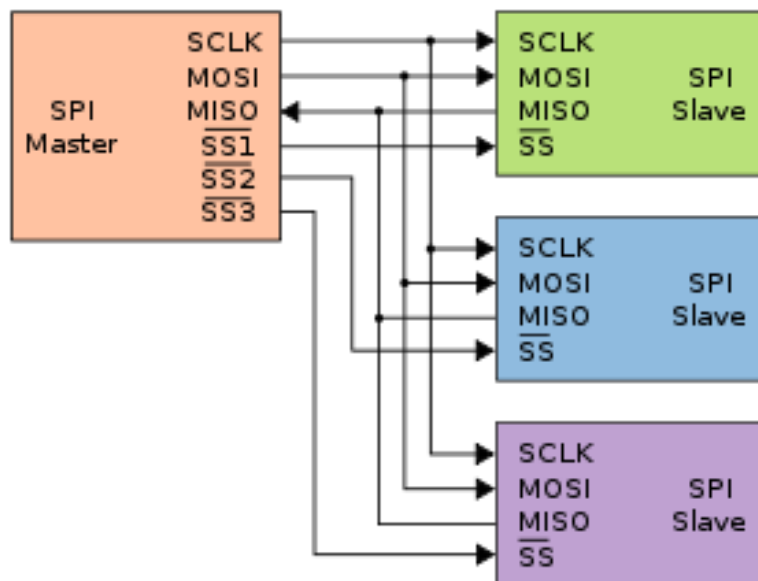 SCLK
MOSI
SPI
MISO
Master
SS1
SS2
SS3
SCLK
MOSI SPI
MISO Slave
SS
SCLK
MOSI SPI
MISO Slave
SS
SCLK
MOSI SPI
MISO Slave
SS